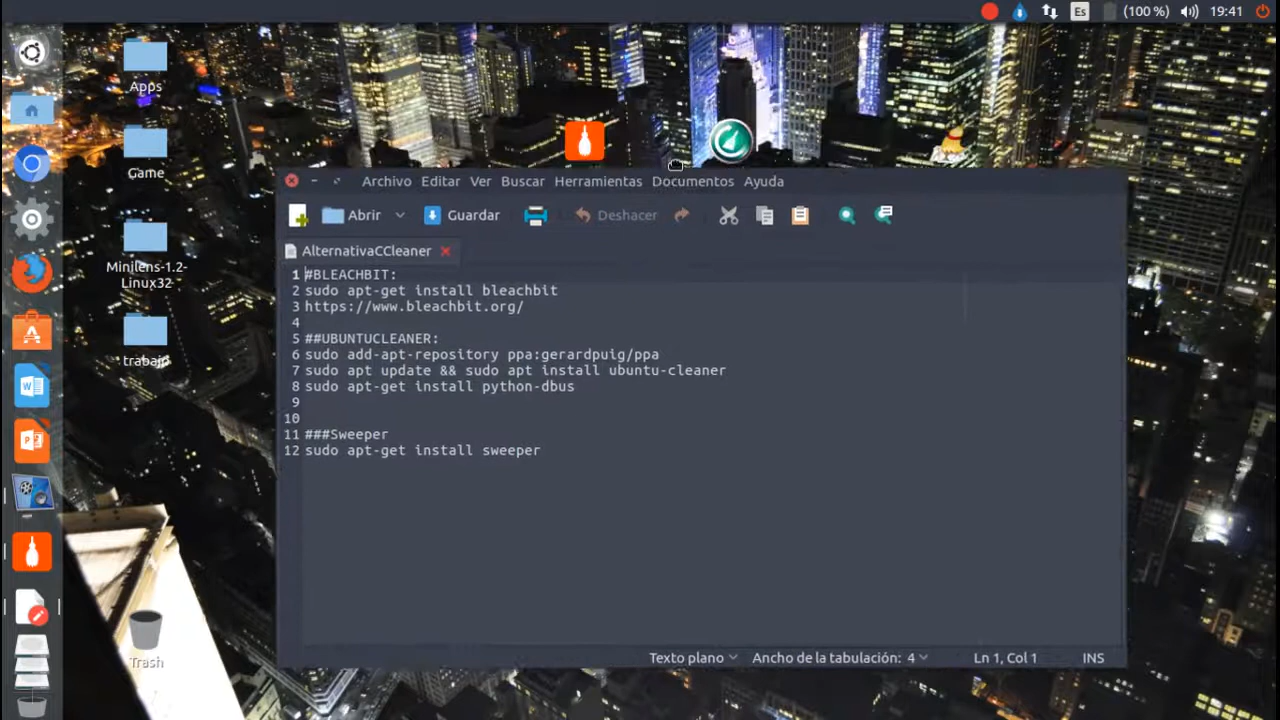 Es (100 %) 19:41
Apps
Game
Minilens-1.2-
Linux32
trabajo
Trash
Archivo Editar Ver Buscar Herramientas Documentos Ayuda
Abrir Guardar Deshacer
AlternativaCCleaner
1 #BLEACHBIT:
2 sudo apt-get install bleachbit
3 https://www.bleachbit.org/
4
5 ##UBUNTUCLEANER:
6 sudo add-apt-repository ppa:gerardpuig/ppa
7 sudo apt update && sudo apt install ubuntu-cleaner
8 sudo apt-get install python-dbus
9
10
11 ###Sweeper
12 sudo apt-get install sweeper
Texto plano Ancho de la tabulación: 4 Ln 1, Col 1 INS